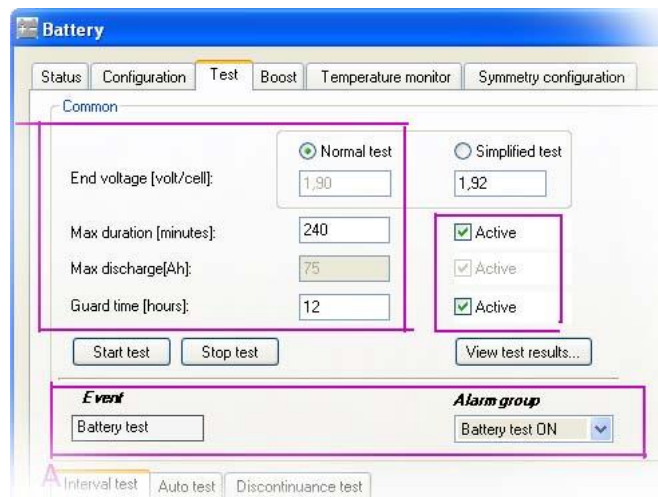 Battery
Status Configuration Test Boost Temperature monitor Symmetry configuration
Common
Normal test Simplified test
End voltage [volt/cell]: 1,90 1,92
Max duration [minutes]: 240 Active
Max discharge[Ah]: 75 Active
Guard time [hours]: 12 Active
Start test Stop test View test results...
Event Alarm group
Battery test Battery test ON
A Interval test Auto test Discontinuance test